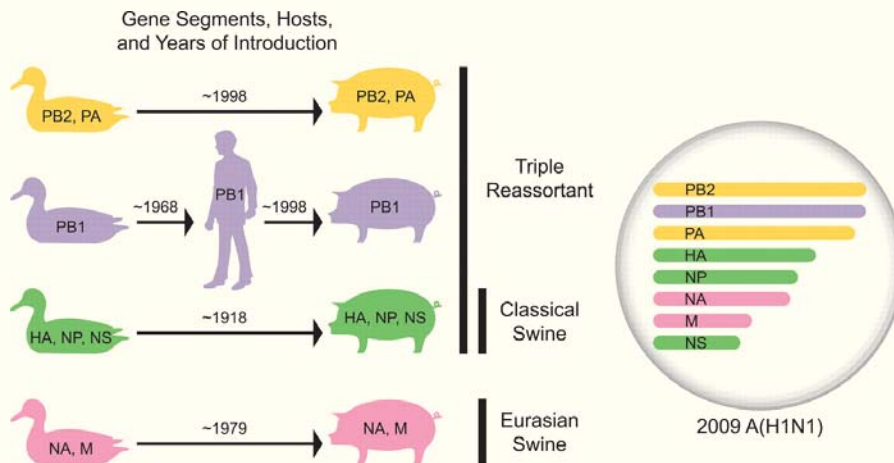 Gene Segments, Hosts,
and Years of Introduction
PB2, PA
~1998
PB2, PA
PB1
~1968
PB1
~1998
PB1
HA, NP, NS
~1918
HA, NP, NS
NA, M
~1979
NA, M
Triple
Reassortant
Classical
Swine
Eurasian
Swine
PB2
PB1
PA
HA
NP
NA
M
NS
2009 A(H1N1)